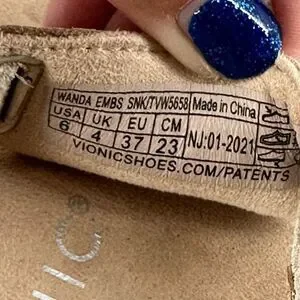 WANDA EMBS SNK/TVW5658 Made in China
USA UK EU CM
6 4 37 23 NJ:01-2021
VIONICSHOES.COM/PATENTS